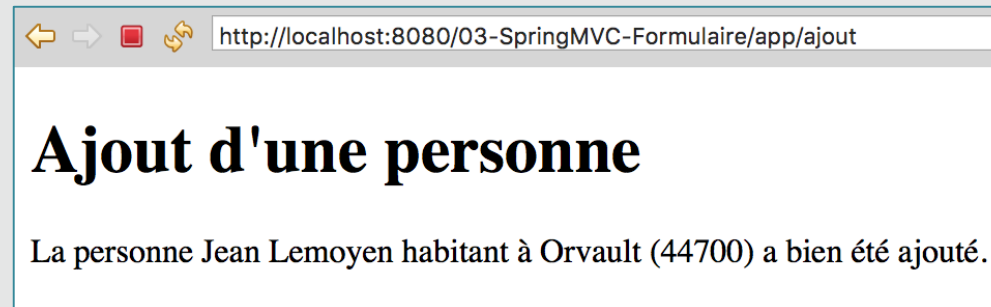 http://localhost:8080/03-SpringMVC-Formulaire/app/ajout
Ajout d'une personne
La personne Jean Lemoyen habitant à Orvault (44700) a bien été ajouté.